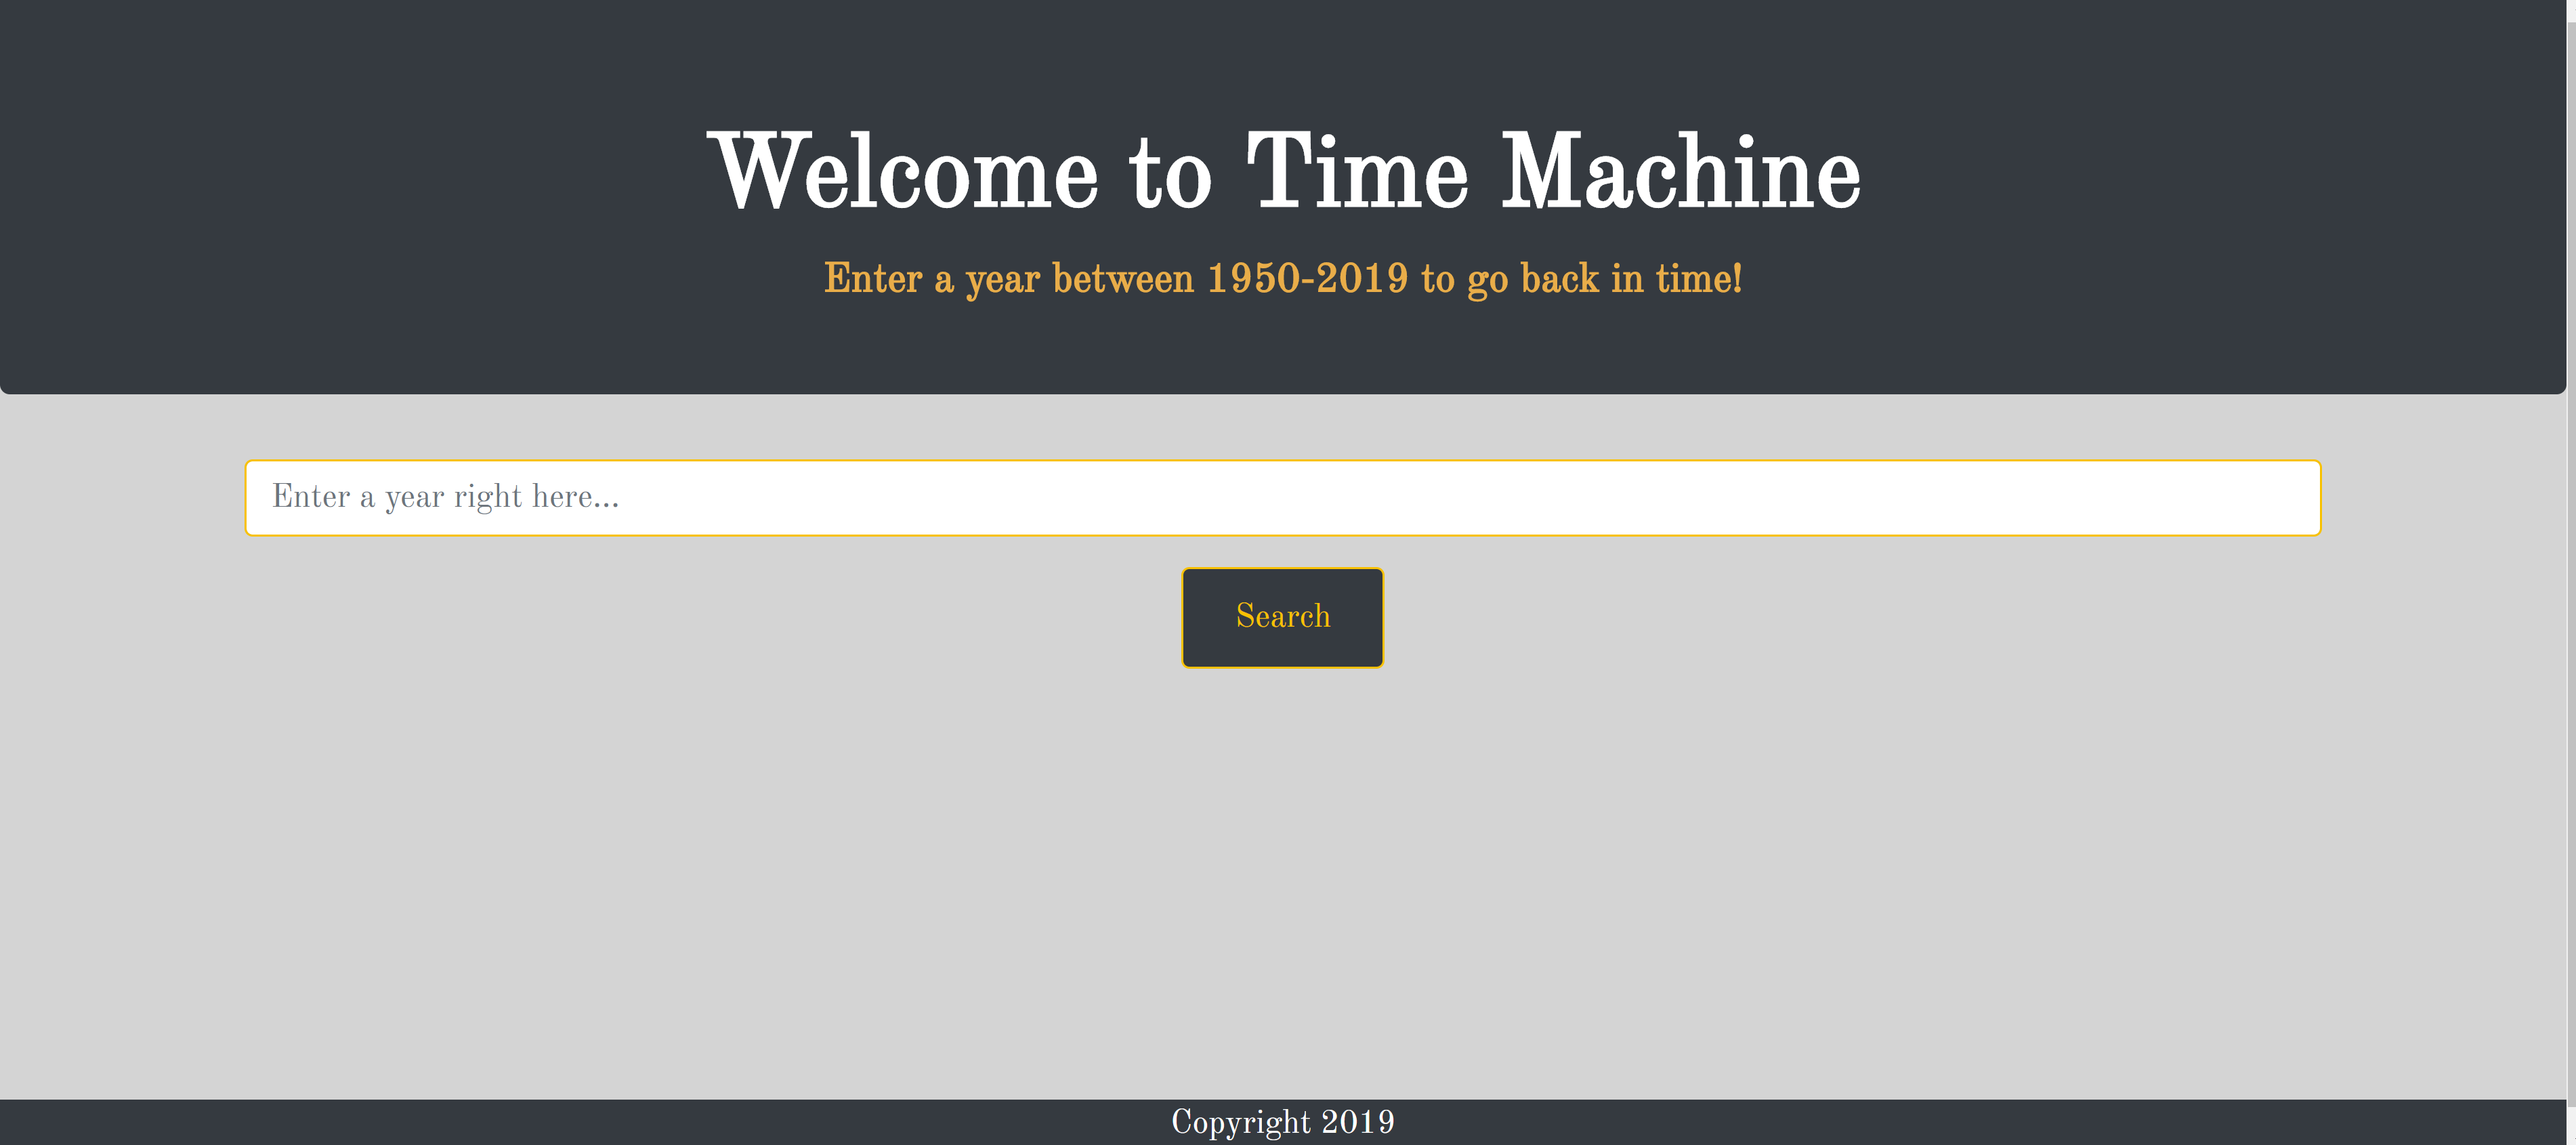 Welcome to Time Machine
Enter a year between 1950-2019 to go back in time!
Enter a year right here...
Search
Copyright 2019